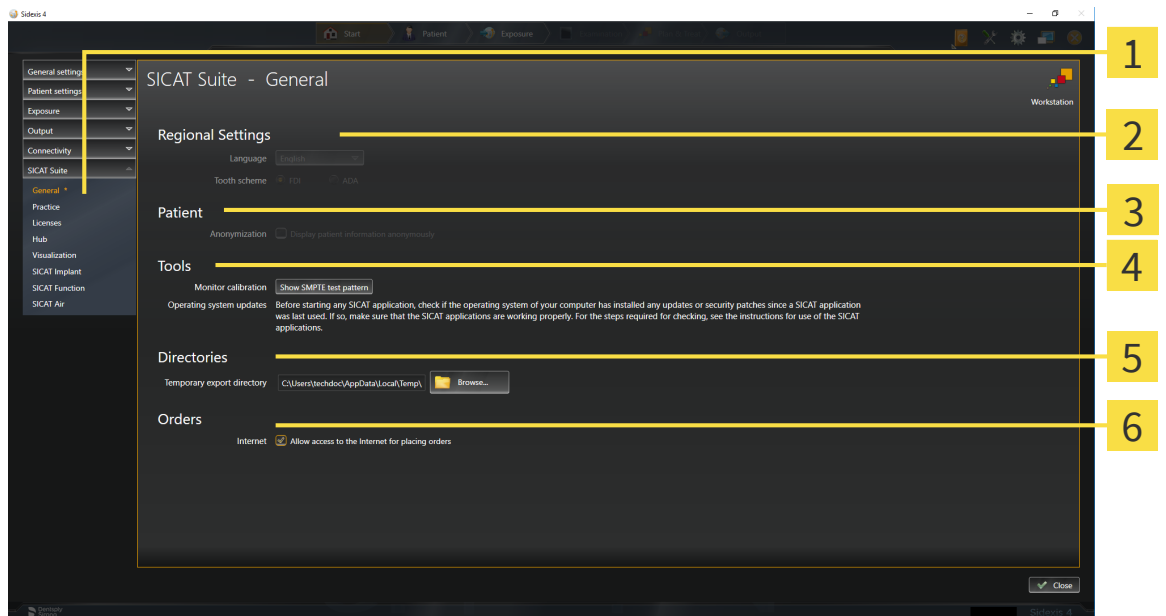 Sidexis 4
Start Patient Exposure
1
General settings
Patient settings
Exposure
Output
Connectivity
SICAT Suite
General *
Practice
Licenses
Hub
Visualization
SICAT Implant
SICAT Function
SICAT Air
SICAT Suite - General
Workstation
Regional Settings
2
Language English
Tooth scheme FDI ADA
Patient
3
Anonymization Display patient information anonymously
Tools
4
Monitor calibration Show SMPTE test pattern
Operating system updates Before starting any SICAT application, check if the operating system of your computer has installed any updates or security patches since a SICAT application
was last used. If so, make sure that the SICAT applications are working properly. For the steps required for checking, see the instructions for use of the SICAT
applications.
Directories
5
Temporary export directory C:\Users\techdoc\AppData\Local\Temp\ Browse...
Orders
6
Internet Allow access to the Internet for placing orders
Close
Dentsply
Sirona
Sidexis 4